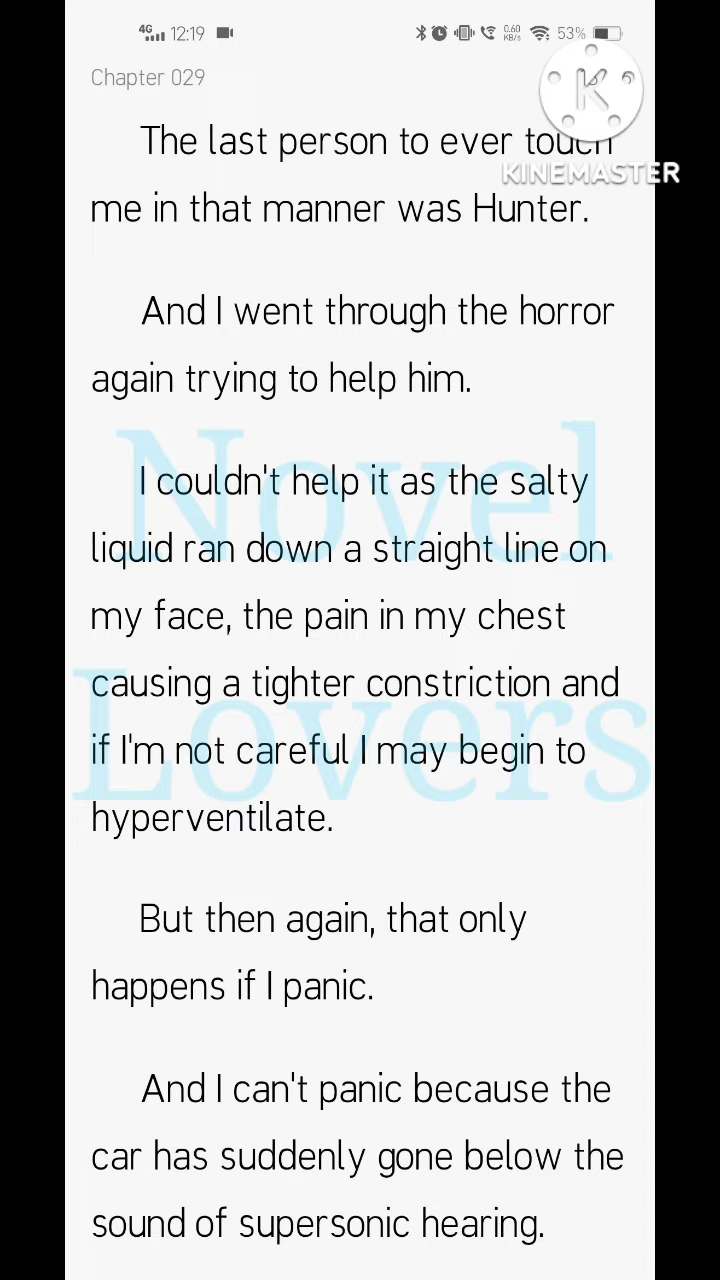 4G 12:19 0.60 KB/s 53%
Chapter 029
K
KINEMASTER
The last person to ever touch
me in that manner was Hunter.
And I went through the horror
again trying to help him.
I couldn't help it as the salty
liquid ran down a straight line on
my face, the pain in my chest
causing a tighter constriction and
if I'm not careful I may begin to
hyperventilate.
But then again, that only
happens if I panic.
And I can't panic because the
car has suddenly gone below the
sound of supersonic hearing.
Novel
Lovers